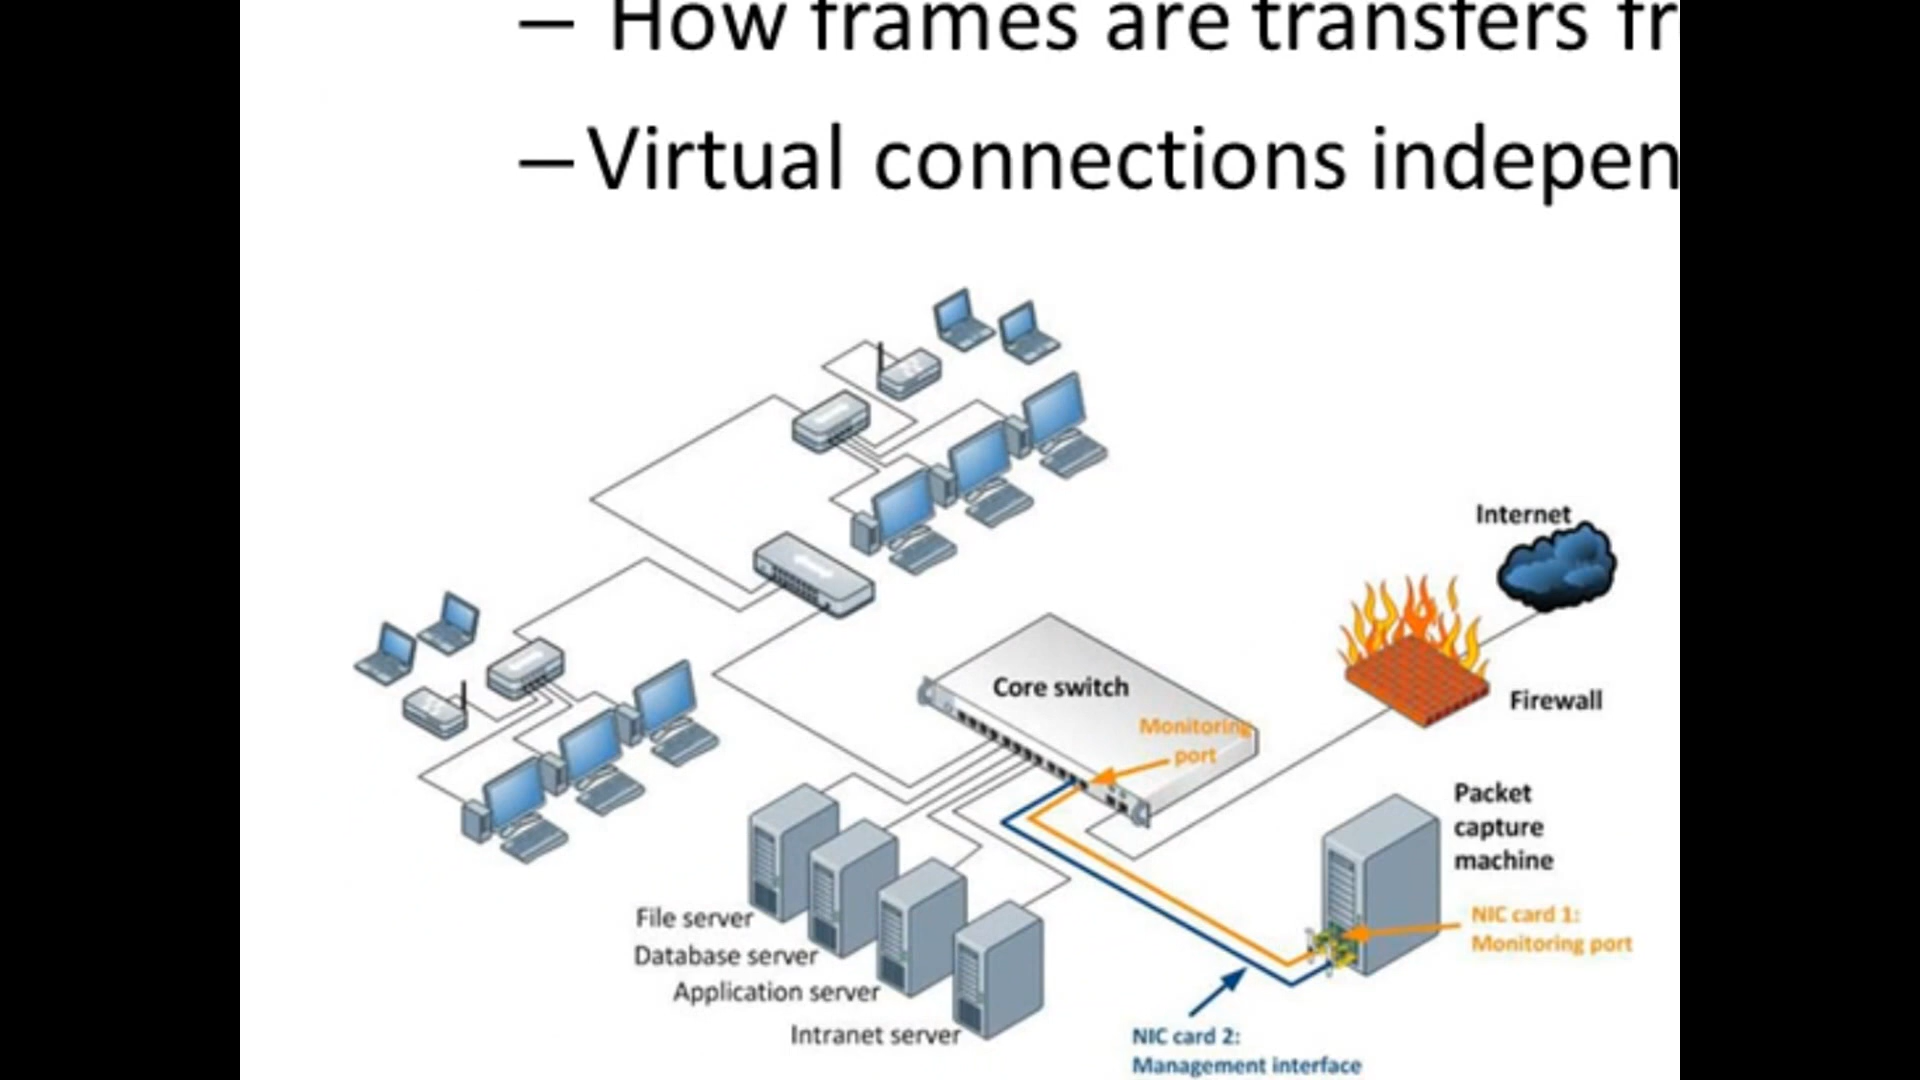 – How frames are transfers fr
– Virtual connections indepen
Internet
Firewall
Core switch
Monitoring
port
Packet
capture
machine
NIC card 1:
Monitoring port
File server
Database server
Application server
Intranet server
NIC card 2:
Management interface